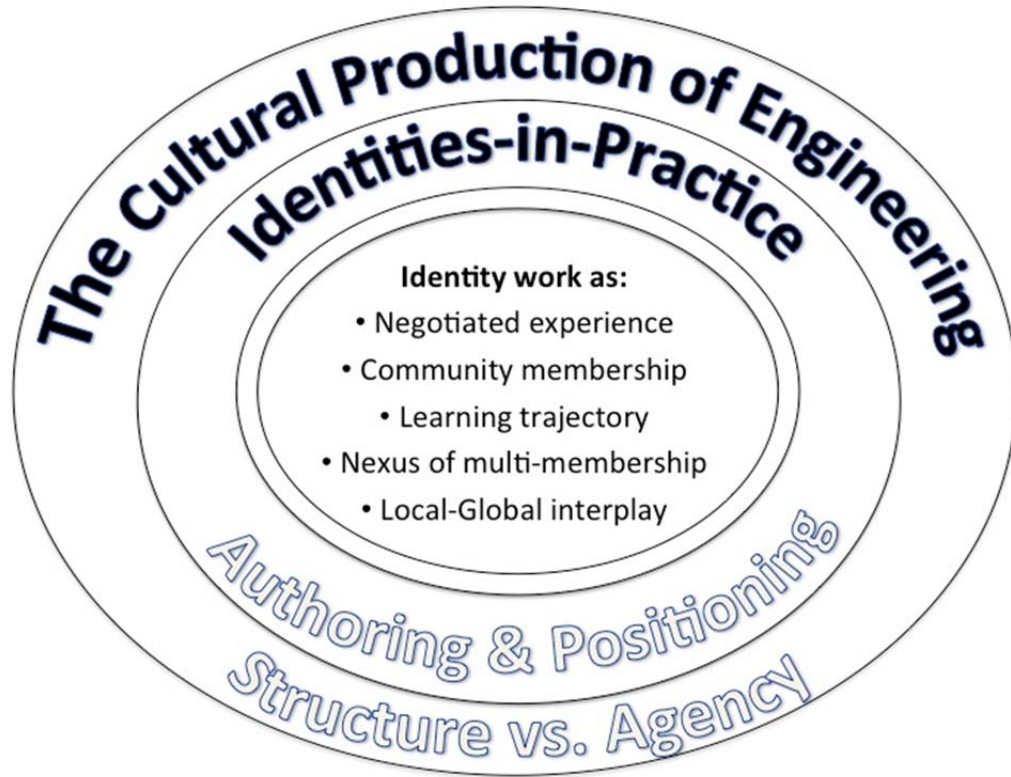 The Cultural Production of Engineering
Identities-in-Practice
Identity work as:
• Negotiated experience
• Community membership
• Learning trajectory
• Nexus of multi-membership
• Local-Global interplay
Authoring & Positioning
Structure vs. Agency